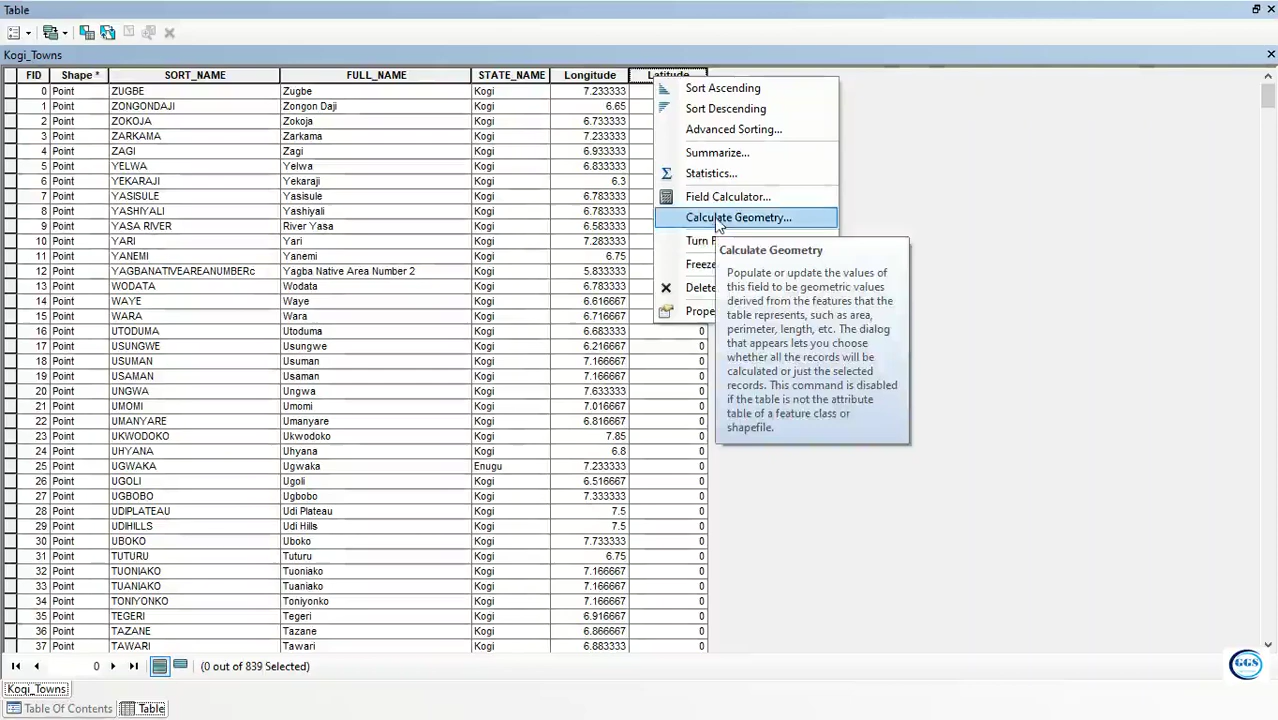 Table
Kogi_Towns
FID Shape * SORT_NAME FULL_NAME STATE_NAME Longitude Latitude
0 Point ZUGBE Zugbe Kogi 7.233333
1 Point ZONGONDAJI Zongon Daji Kogi 6.65
2 Point ZOKOJA Zokoja Kogi 6.733333
3 Point ZARKAMA Zarkama Kogi 7.233333
4 Point ZAGI Zagi Kogi 6.933333
5 Point YELWA Yelwa Kogi 6.833333
6 Point YEKARAJI Yekaraji Kogi 6.3
7 Point YASISULE Yasisule Kogi 6.783333
8 Point YASHIYALI Yashiyali Kogi 6.783333
9 Point YASA RIVER River Yasa Kogi 6.583333
10 Point YARI Yari Kogi 7.283333
11 Point YANEMI Yanemi Kogi 6.75
12 Point YAGBANATIVEAREANUMBERc Yagba Native Area Number 2 Kogi 5.833333
13 Point WODATA Wodata Kogi 6.783333
14 Point WAYE Waye Kogi 6.616667
15 Point WARA Wara Kogi 6.716667
16 Point UTODUMA Utoduma Kogi 6.683333 0
17 Point USUNGWE Usungwe Kogi 6.216667 0
18 Point USUMAN Usuman Kogi 7.166667 0
19 Point USAMAN Usaman Kogi 7.166667 0
20 Point UNGWA Ungwa Kogi 7.633333 0
21 Point UMOMI Umomi Kogi 7.016667 0
22 Point UMANYARE Umanyare Kogi 6.816667 0
23 Point UKWODOKO Ukwodoko Kogi 7.85 0
24 Point UHYANA Uhyana Kogi 6.8 0
25 Point UGWAKA Ugwaka Enugu 7.233333 0
26 Point UGOLI Ugoli Kogi 6.516667 0
27 Point UGBOBO Ugbobo Kogi 7.333333 0
28 Point UDIPLATEAU Udi Plateau Kogi 7.5 0
29 Point UDIHILLS Udi Hills Kogi 7.5 0
30 Point UBOKO Uboko Kogi 7.733333 0
31 Point TUTURU Tuturu Kogi 6.75 0
32 Point TUONIAKO Tuoniako Kogi 7.166667 0
33 Point TUANIAKO Tuaniako Kogi 7.166667 0
34 Point TONIYONKO Toniyonko Kogi 7.166667 0
35 Point TEGERI Tegeri Kogi 6.916667 0
36 Point TAZANE Tazane Kogi 6.866667 0
37 Point TAWARI Tawari Kogi 6.883333 0
Sort Ascending
Sort Descending
Advanced Sorting...
Summarize...
Statistics...
Field Calculator...
Calculate Geometry...
Turn F
Freeze
Delete
Prope
Calculate Geometry
Populate or update the values of
this field to be geometric values
derived from the features that the
table represents, such as area,
perimeter, length, etc. The dialog
that appears lets you choose
whether all the records will be
calculated or just the selected
records. This command is disabled
if the table is not the attribute
table of a feature class or
shapefile.
0 (0 out of 839 Selected)
GGS
Kogi_Towns
Table Of Contents Table